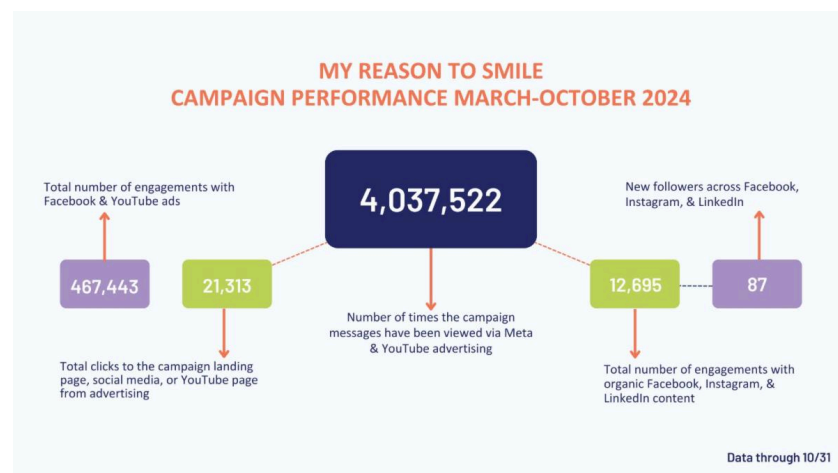 MY REASON TO SMILE
CAMPAIGN PERFORMANCE MARCH-OCTOBER 2024
Total number of engagements with
Facebook & YouTube ads
4,037,522
New followers across Facebook,
Instagram, & LinkedIn
467,443
21,313
12,695
87
Number of times the campaign
messages have been viewed via Meta
& YouTube advertising
Total clicks to the campaign landing
page, social media, or YouTube page
from advertising
Total number of engagements with
organic Facebook, Instagram, &
LinkedIn content
Data through 10/31